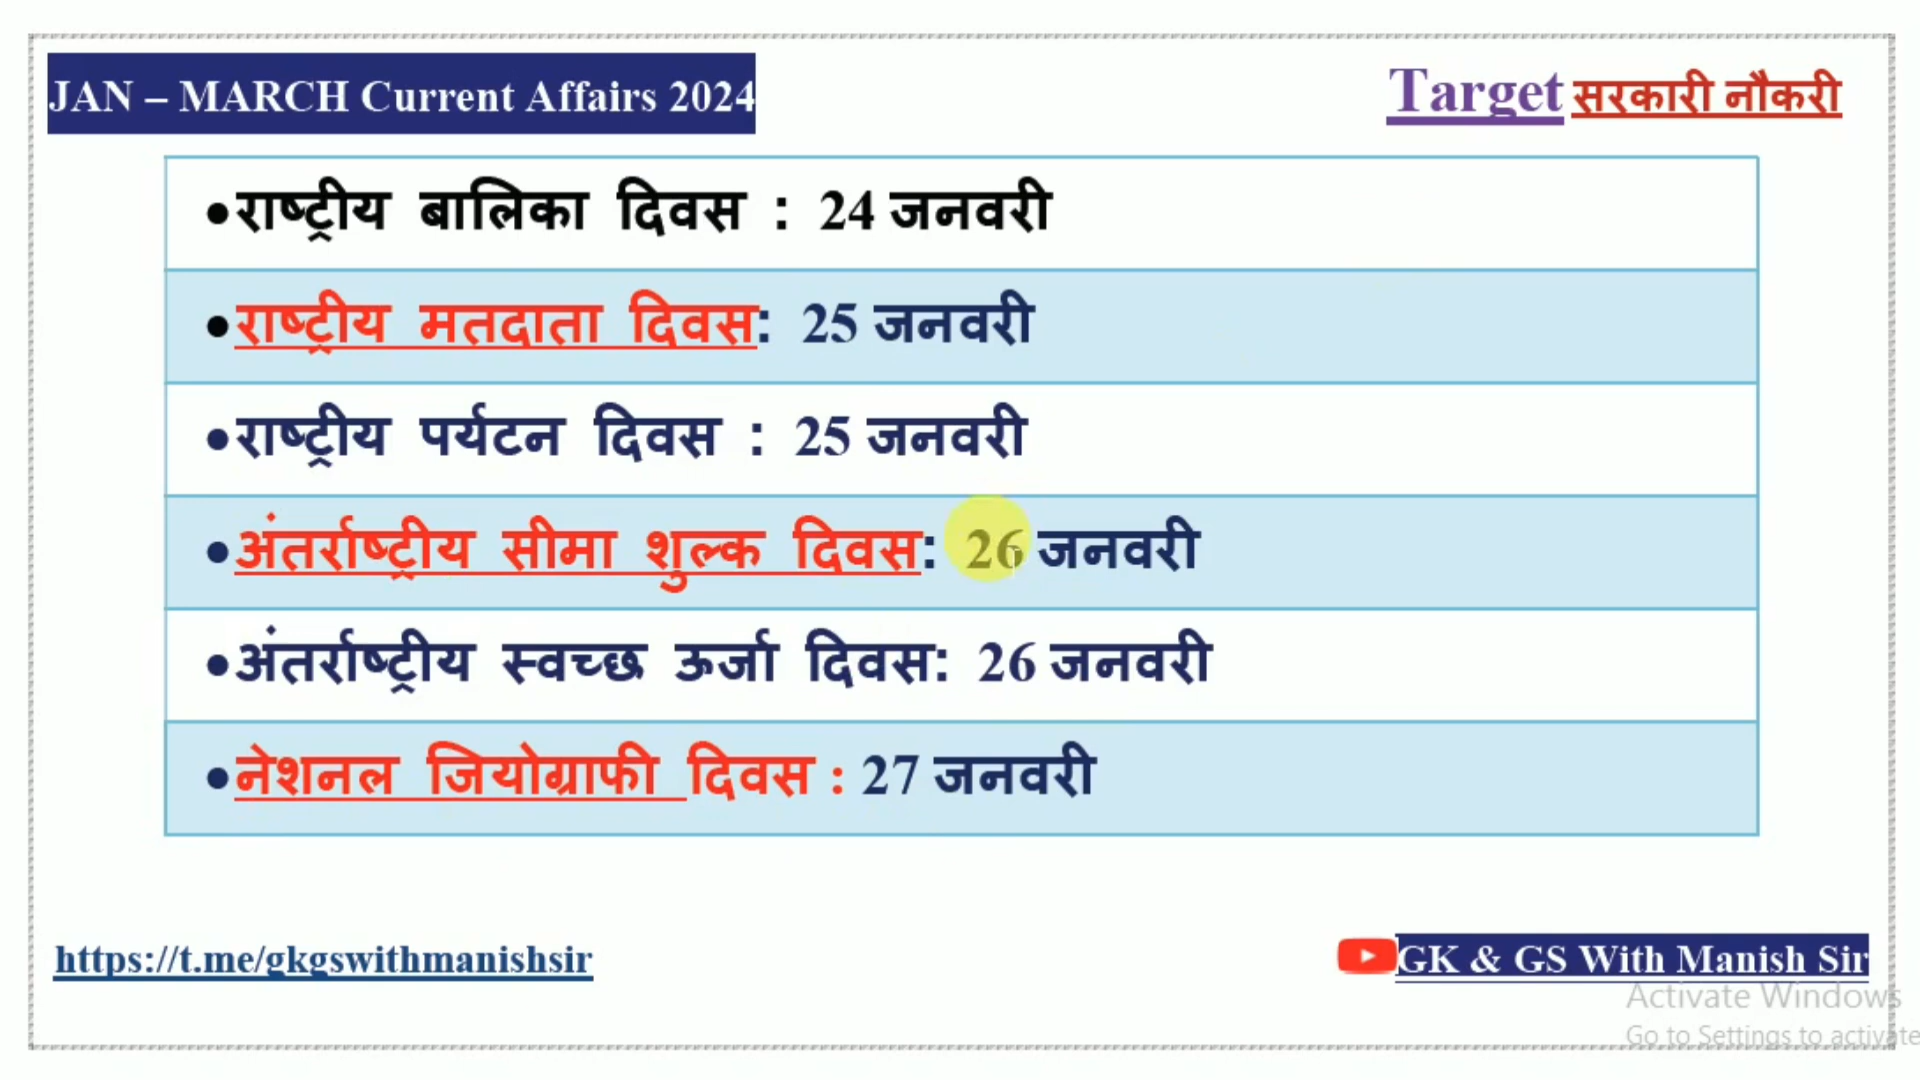 JAN – MARCH Current Affairs 2024
Target सरकारी नौकरी
•राष्ट्रीय बालिका दिवस : 24 जनवरी
•राष्ट्रीय मतदाता दिवस: 25 जनवरी
•राष्ट्रीय पर्यटन दिवस : 25 जनवरी
•अंतर्राष्ट्रीय सीमा शुल्क दिवस: 26 जनवरी
•अंतर्राष्ट्रीय स्वच्छ ऊर्जा दिवस: 26 जनवरी
•नेशनल जियोग्राफी दिवस : 27 जनवरी
https://t.me/gkgswithmanishsir
GK & GS With Manish Sir
Activate Windows
Go to Settings to activate